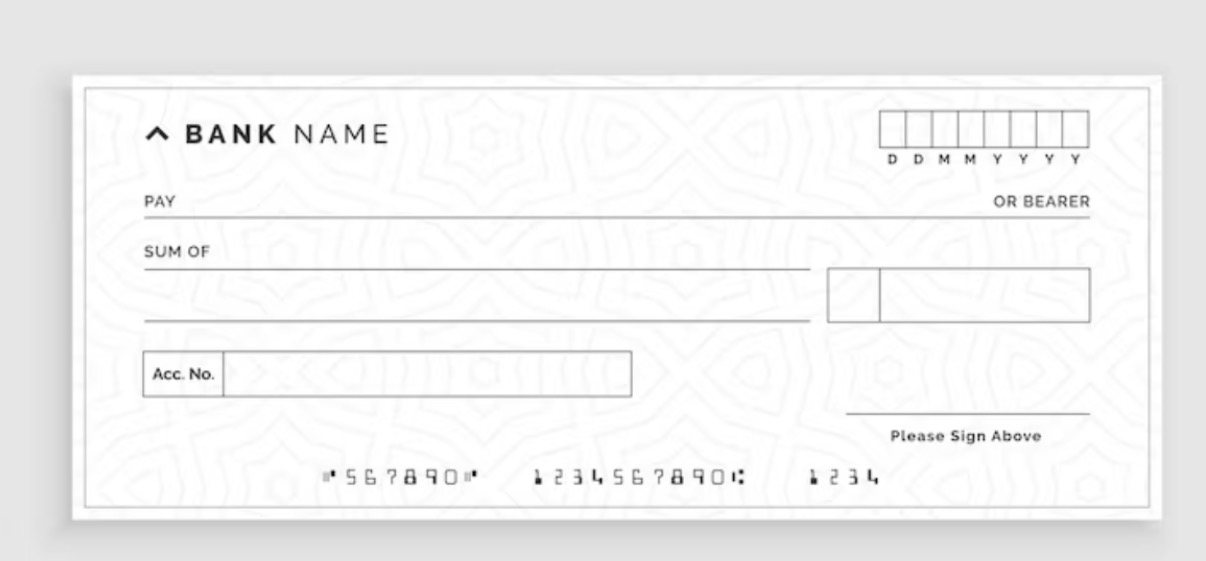 BANK NAME
D D M M Y Y Y Y
PAY OR BEARER
SUM OF
Acc. No.
Please Sign Above
⑈567890⑈ 1234567890⑆ 1234